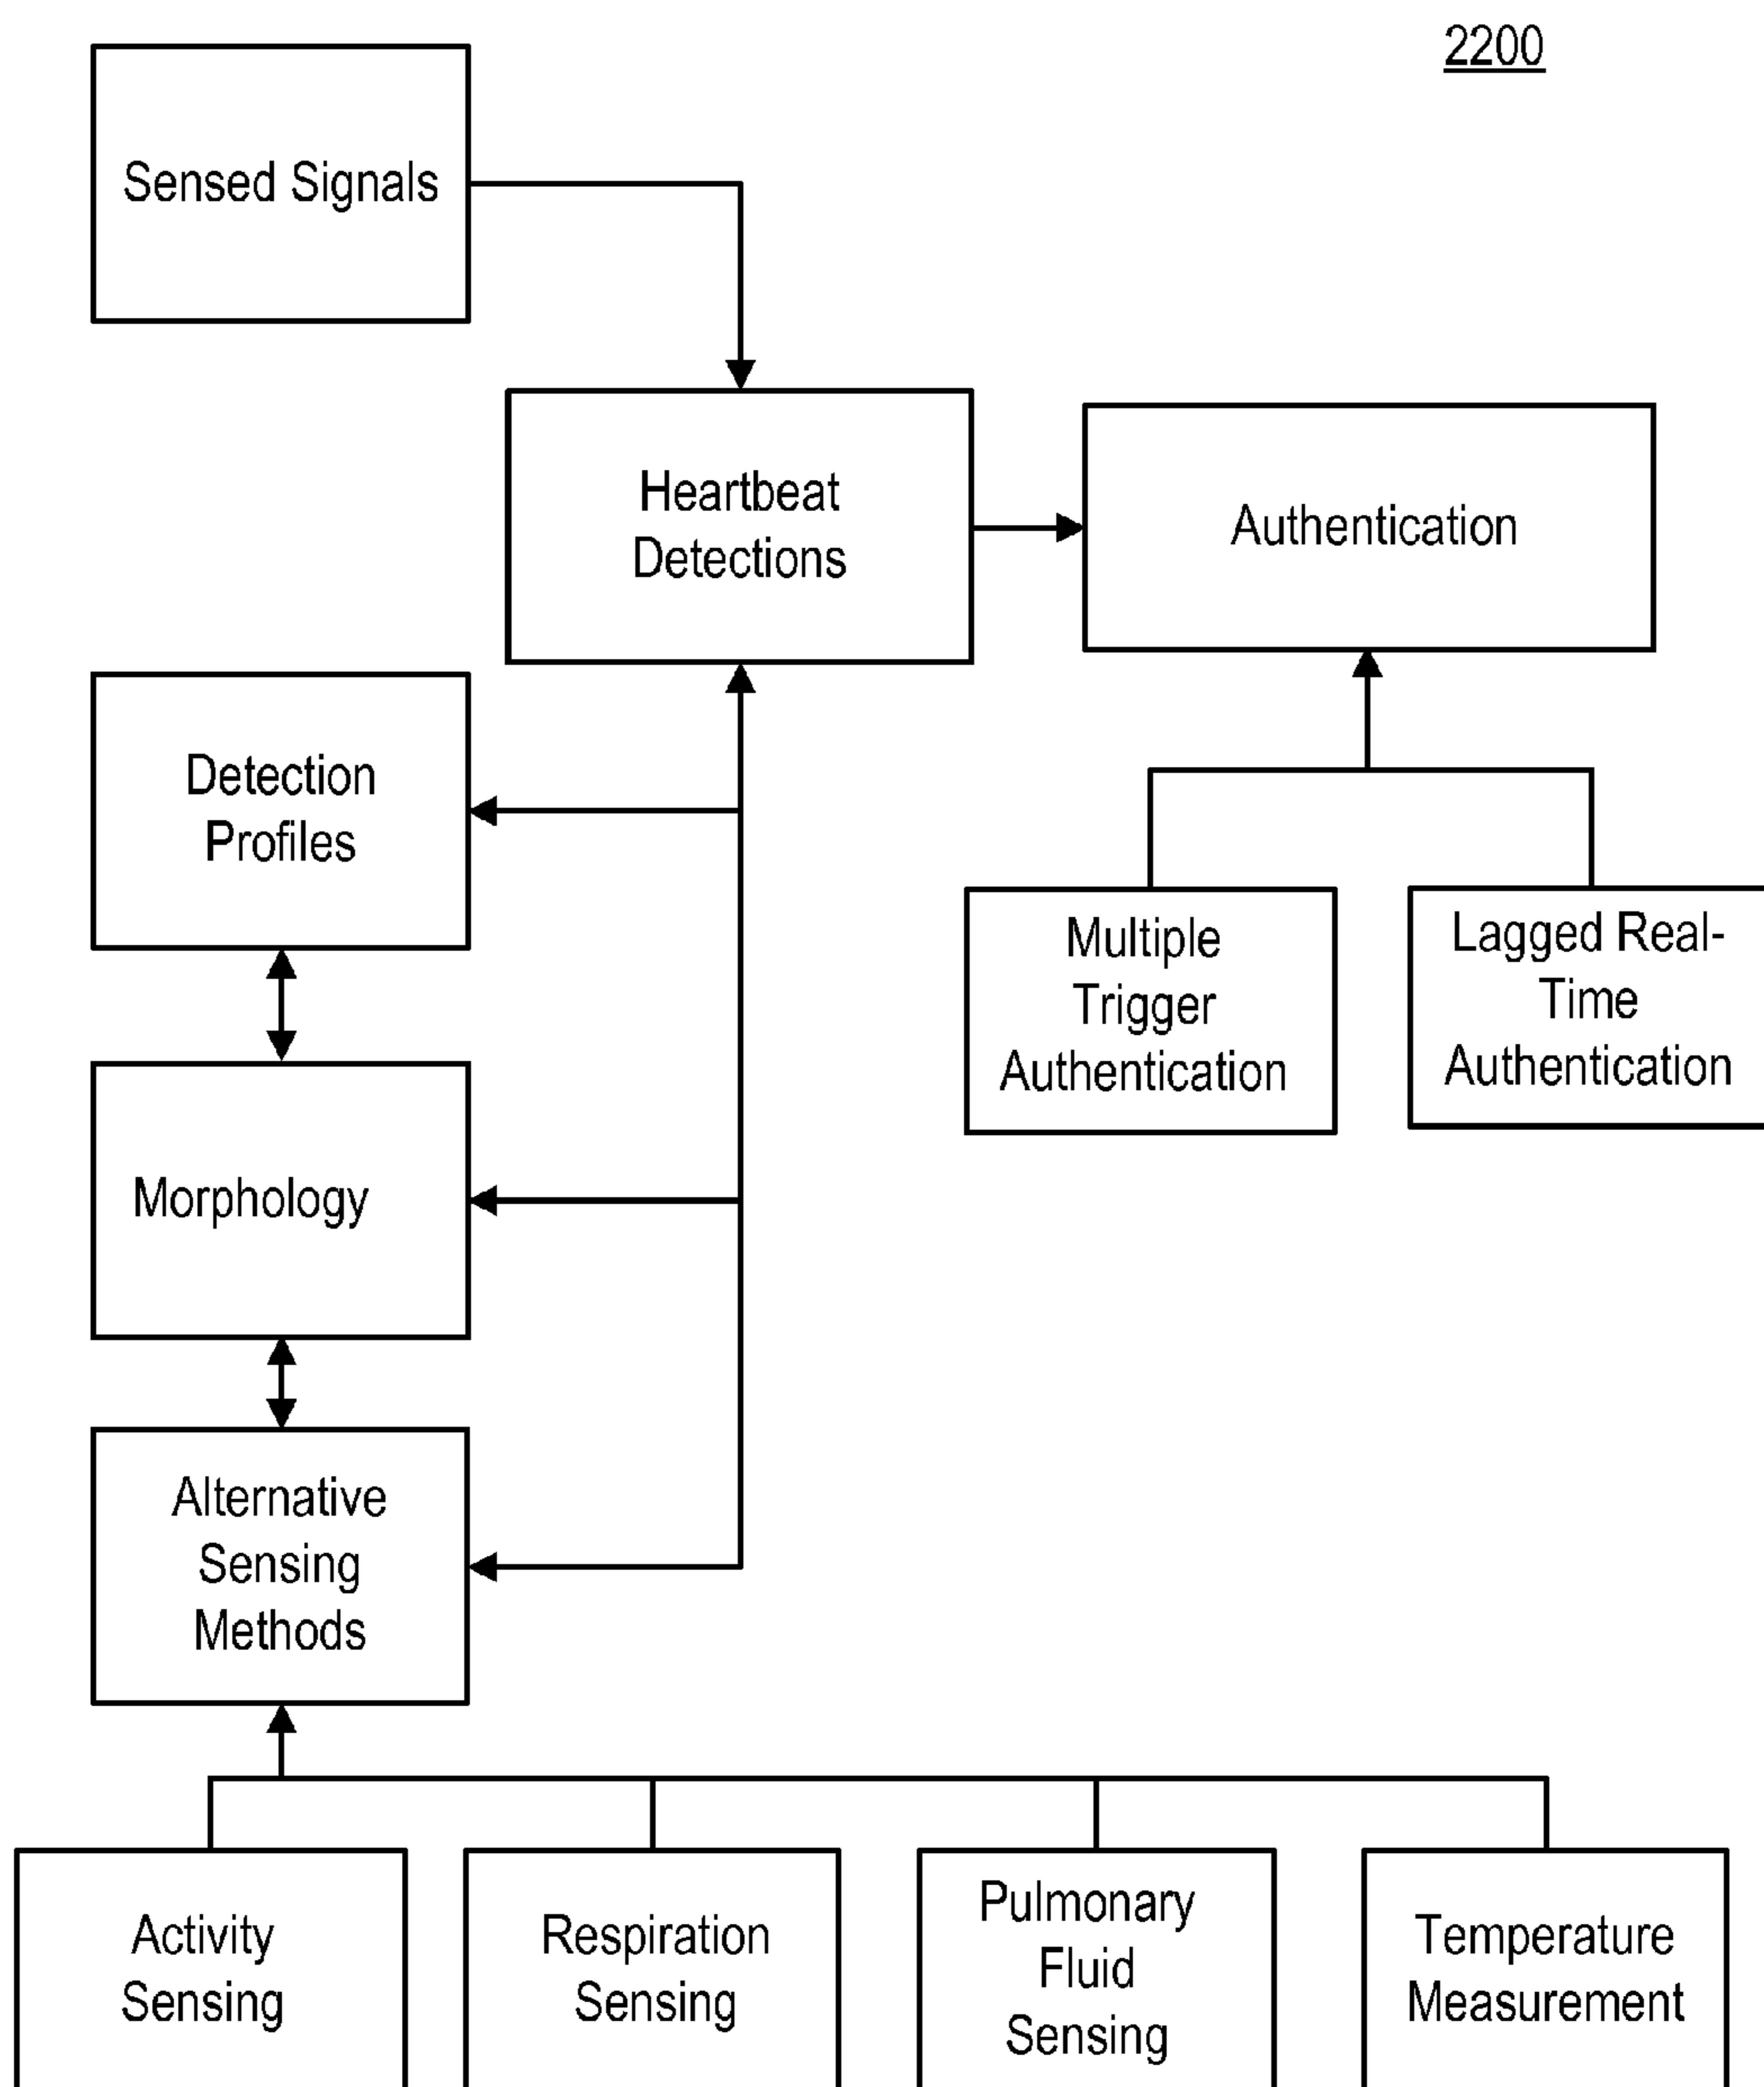 2200
Sensed Signals
Heartbeat
Detections
Authentication
Detection
Profiles
Multiple
Trigger
Authentication
Lagged Real-
Time
Authentication
Morphology
Alternative
Sensing
Methods
Activity
Sensing
Respiration
Sensing
Pulmonary
Fluid
Sensing
Temperature
Measurement